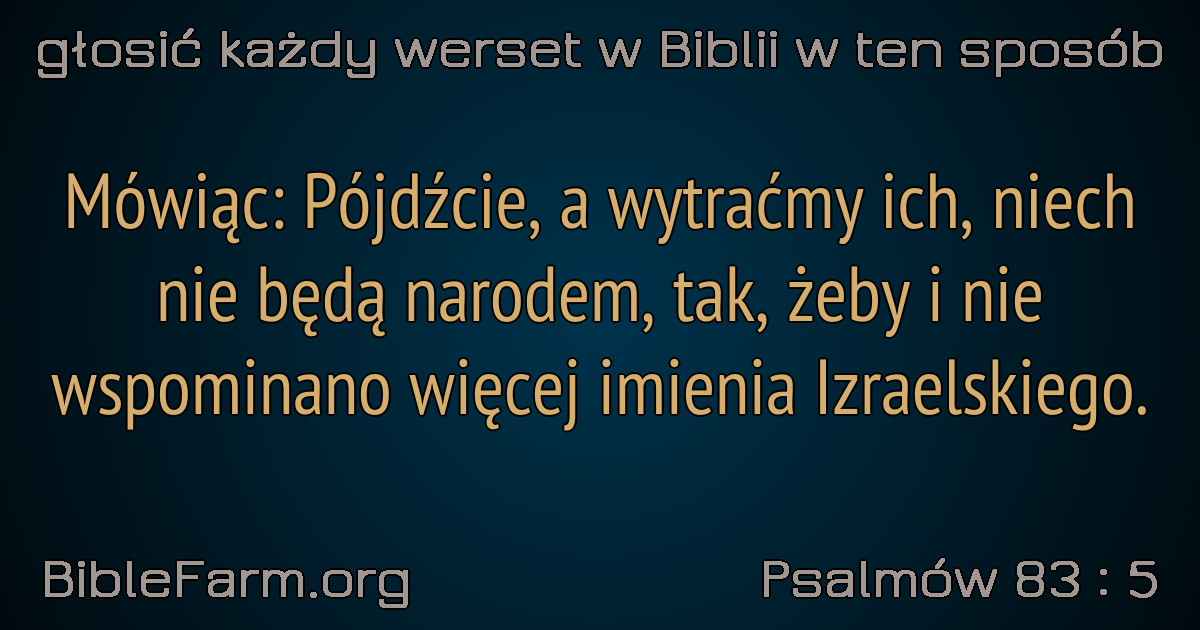 głosić każdy werset w Biblii w ten sposób
Mówiąc: Pójdźcie, a wytraćmy ich, niech
nie będą narodem, tak, żeby i nie
wspominano więcej imienia Izraelskiego.
BibleFarm.org
Psalmów 83 : 5